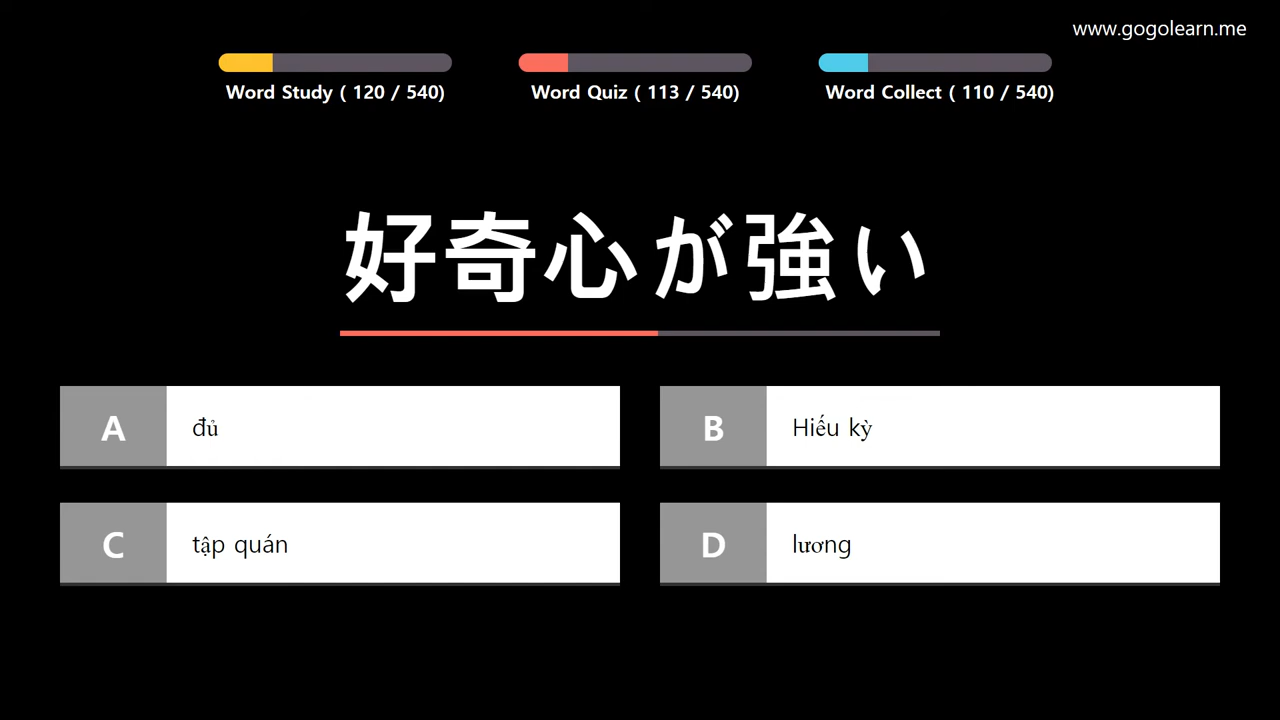 www.gogolearn.me
Word Study ( 120 / 540)
Word Quiz ( 113 / 540)
Word Collect ( 110 / 540)
好奇心が強い
A đủ
B Hiếu kỳ
C tập quán
D lương